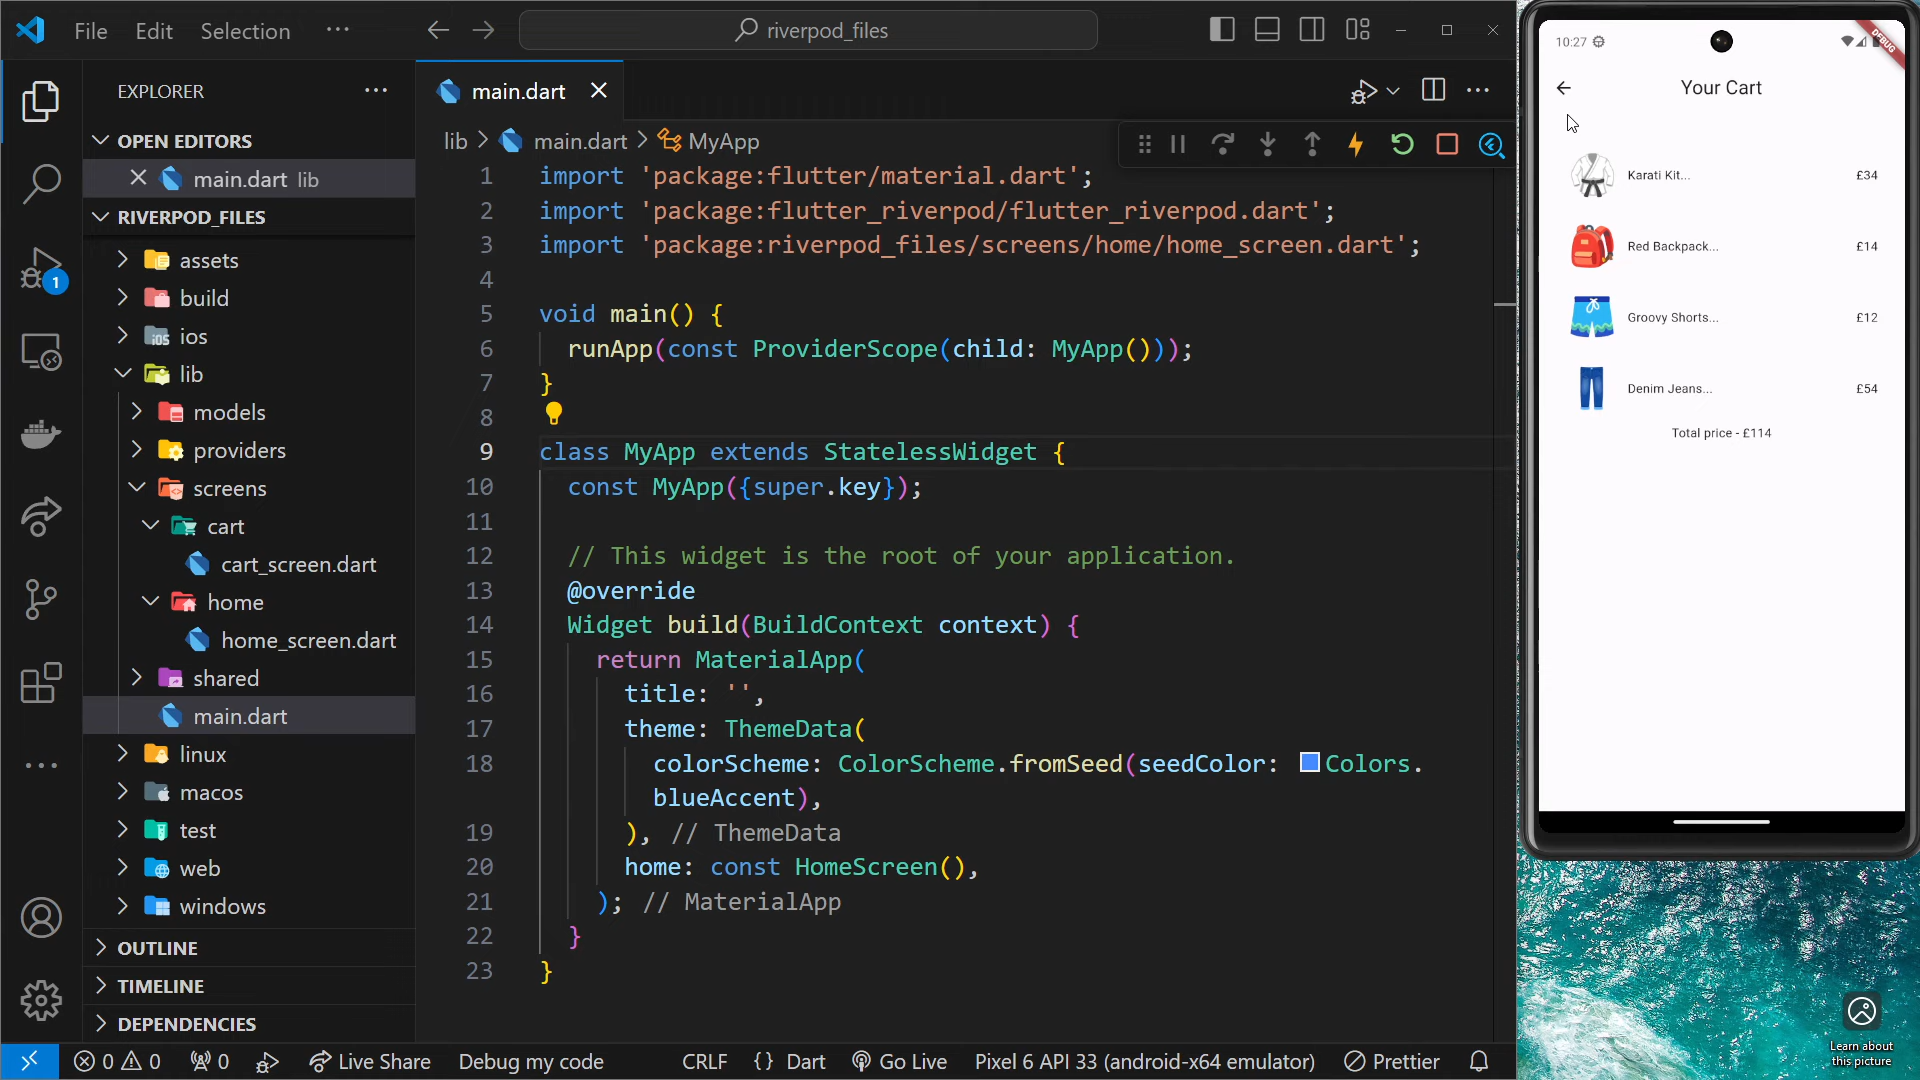 File Edit Selection ...
riverpod_files
EXPLORER
OPEN EDITORS
main.dart lib
RIVERPOD_FILES
assets
build
ios
lib
models
providers
screens
cart
cart_screen.dart
home
home_screen.dart
shared
main.dart
linux
macos
test
web
windows
OUTLINE
TIMELINE
DEPENDENCIES
1
main.dart
lib > main.dart > MyApp
1 import 'package:flutter/material.dart';
2 import 'package:flutter_riverpod/flutter_riverpod.dart';
3 import 'package:riverpod_files/screens/home/home_screen.dart';
4
5 void main() {
6 runApp(const ProviderScope(child: MyApp()));
7 }
8
9 class MyApp extends StatelessWidget {
10 const MyApp({super.key});
11
12 // This widget is the root of your application.
13 @override
14 Widget build(BuildContext context) {
15 return MaterialApp(
16 title: '',
17 theme: ThemeData(
18 colorScheme: ColorScheme.fromSeed(seedColor: Colors.
blueAccent),
19 ), // ThemeData
20 home: const HomeScreen(),
21 ); // MaterialApp
22 }
23 }
0 0 0 Live Share Debug my code CRLF {} Dart Go Live Pixel 6 API 33 (android-x64 emulator) Prettier
10:27
DEBUG
Your Cart
Karati Kit... £34
Red Backpack... £14
Groovy Shorts... £12
Denim Jeans... £54
Total price - £114
Learn about
this picture